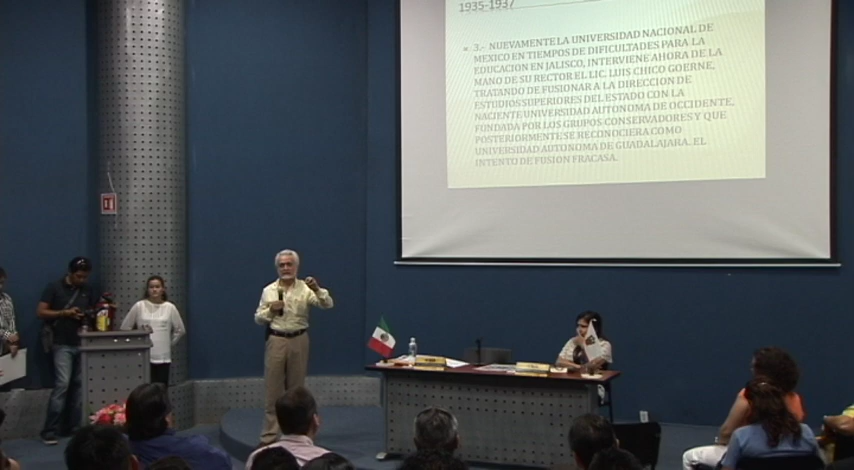 1935-1937
3.- NUEVAMENTE LA UNIVERSIDAD NACIONAL DE
MEXICO EN TIEMPOS DE DIFICULTADES PARA LA
EDUCACION EN JALISCO, INTERVIENE AHORA DE LA
MANO DE SU RECTOR EL LIC. LUIS CHICO GOERNE,
TRATANDO DE FUSIONAR A LA DIRECCION DE
ESTUDIOS SUPERIORES DEL ESTADO CON LA
NACIENTE UNIVERSIDAD AUTONOMA DE OCCIDENTE,
FUNDADA POR LOS GRUPOS CONSERVADORES Y QUE
POSTERIORMENTE SE RECONOCIERA COMO
UNIVERSIDAD AUTONOMA DE GUADALAJARA. EL
INTENTO DE FUSION FRACASA.